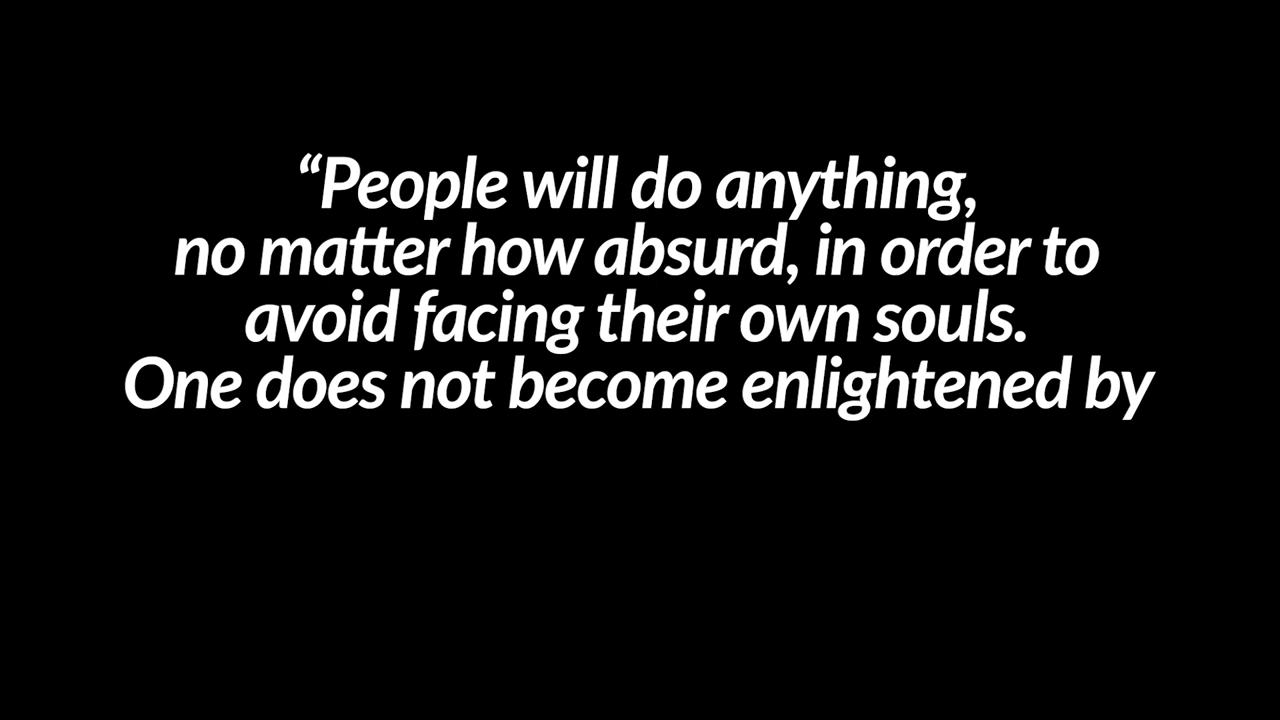 “People will do anything,
no matter how absurd, in order to
avoid facing their own souls.
One does not become enlightened by